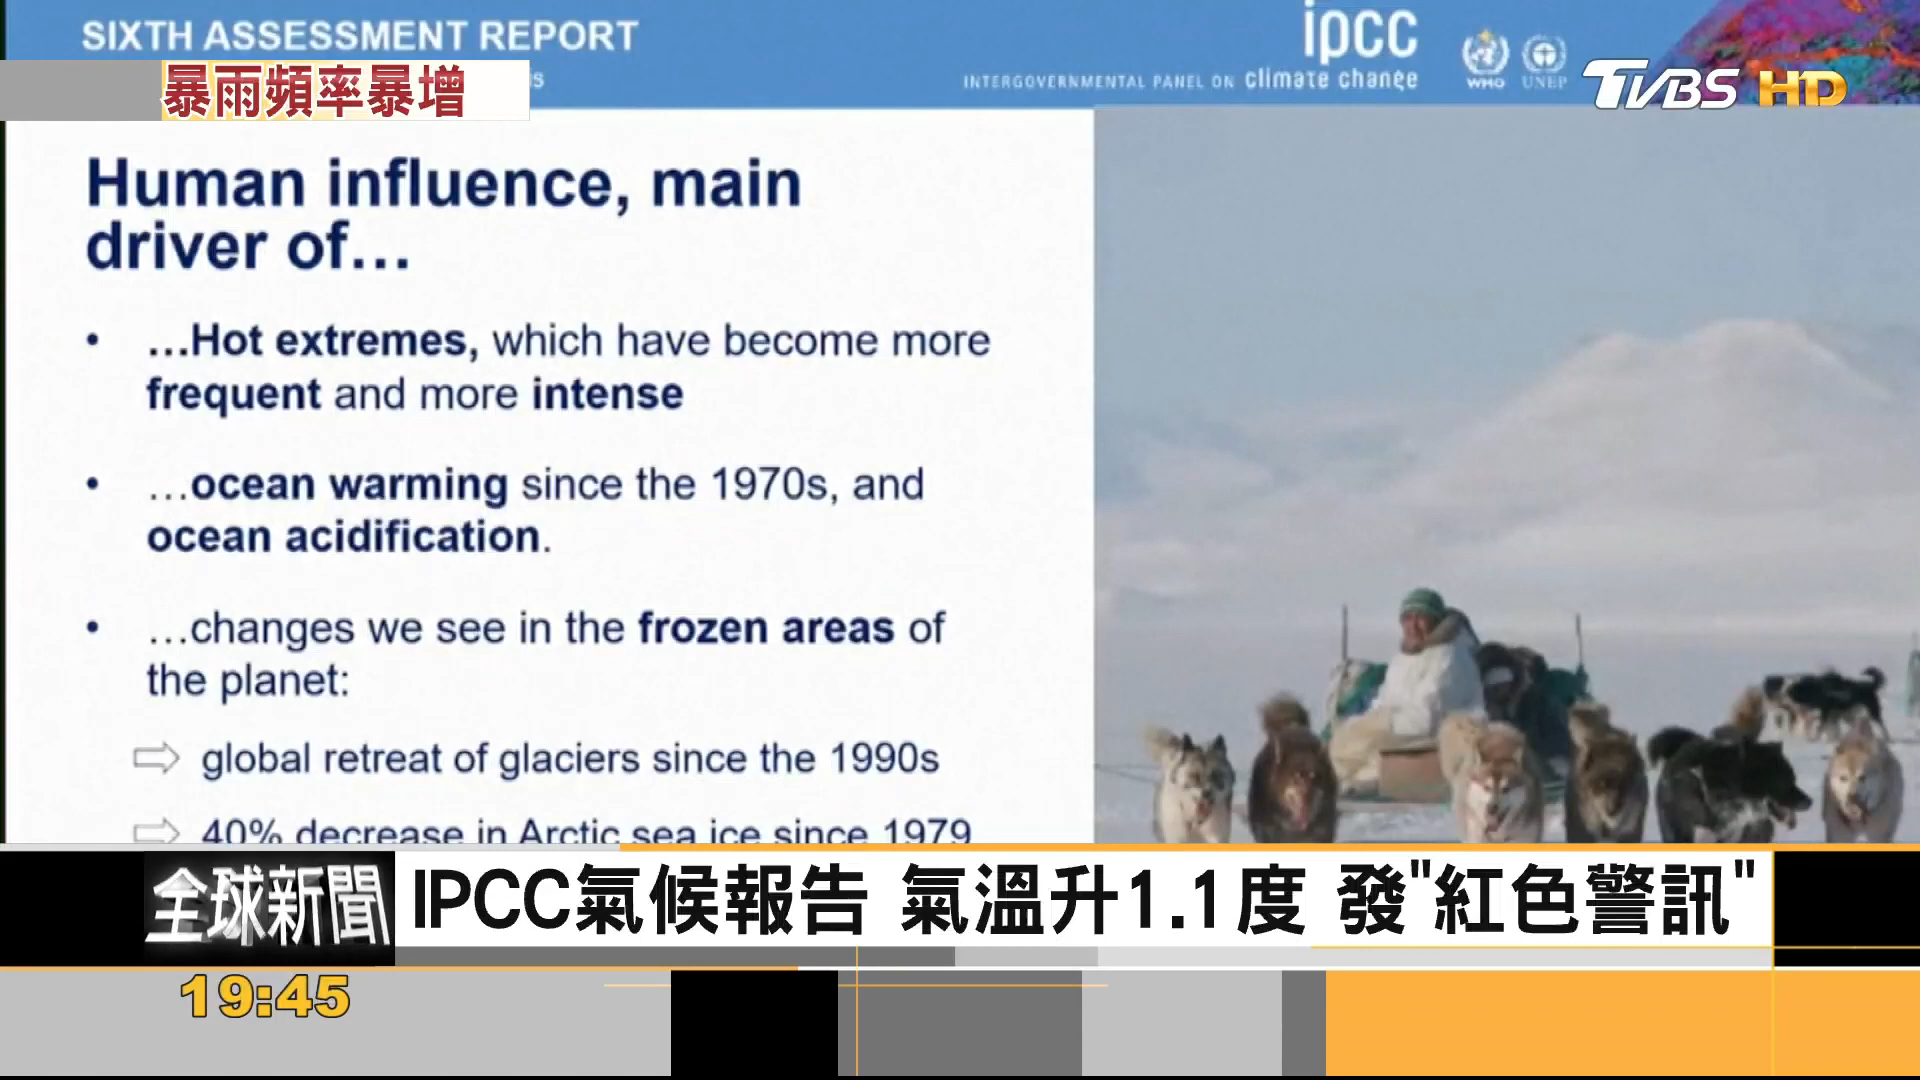 SIXTH ASSESSMENT REPORT
暴雨頻率暴增
ipcc
INTERGOVERNMENTAL PANEL ON climate change
WMO
UNEP
TVBS HD
Human influence, main
driver of…
• …Hot extremes, which have become more
frequent and more intense
• …ocean warming since the 1970s, and
ocean acidification.
• …changes we see in the frozen areas of
the planet:
global retreat of glaciers since the 1990s
40% decrease in Arctic sea ice since 1979
全球新聞
IPCC氣候報告 氣溫升1.1度 發"紅色警訊"
19:45